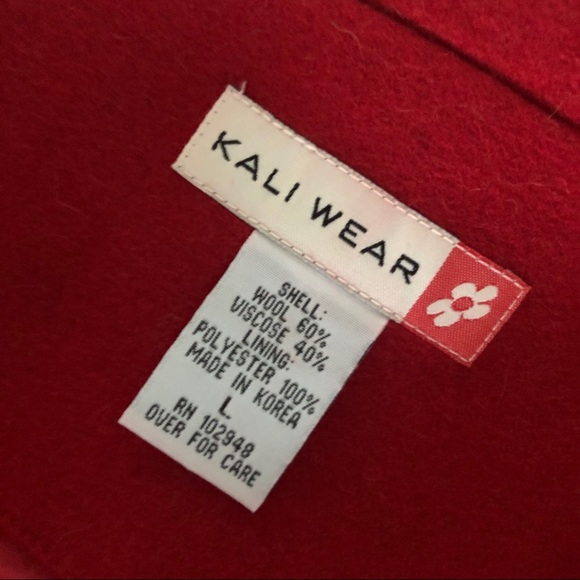 KALI WEAR
SHELL:
WOOL 60%
VISCOSE 40%
LINING:
POLYESTER 100%
MADE IN KOREA
L
RN 102948
OVER FOR CARE